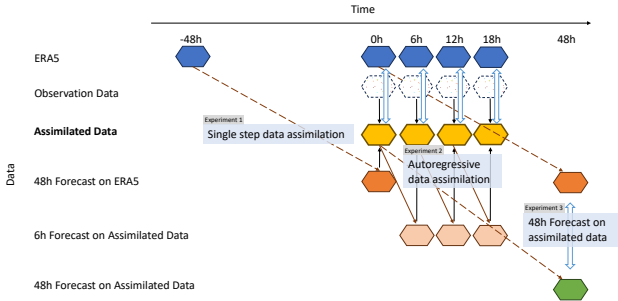 Time
-48h
0h
6h
12h
18h
48h
ERA5
Observation Data
Experiment 1
Assimilated Data
Single step data assimilation
Experiment 2
Autoregressive
data assimilation
Data
48h Forecast on ERA5
Experiment 3
48h Forecast on
assimilated data
6h Forecast on Assimilated Data
48h Forecast on Assimilated Data